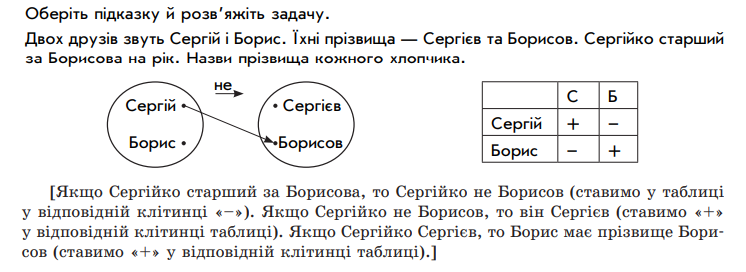 Оберіть підказку й розв’яжіть задачу.
Двох друзів звуть Сергій і Борис. Їхні прізвища — Сергієв та Борисов. Сергійко старший
за Борисова на рік. Назви прізвища кожного хлопчика.
не
Сергій • • Сергієв
Борис • •Борисов
С Б
Сергій + –
Борис – +
[Якщо Сергійко старший за Борисова, то Сергійко не Борисов (ставимо у таблиці
у відповідній клітинці «–»). Якщо Сергійко не Борисов, то він Сергієв (ставимо «+»
у відповідній клітинці таблиці). Якщо Сергійко Сергієв, то Борис має прізвище Бори-
сов (ставимо «+» у відповідній клітинці таблиці).]